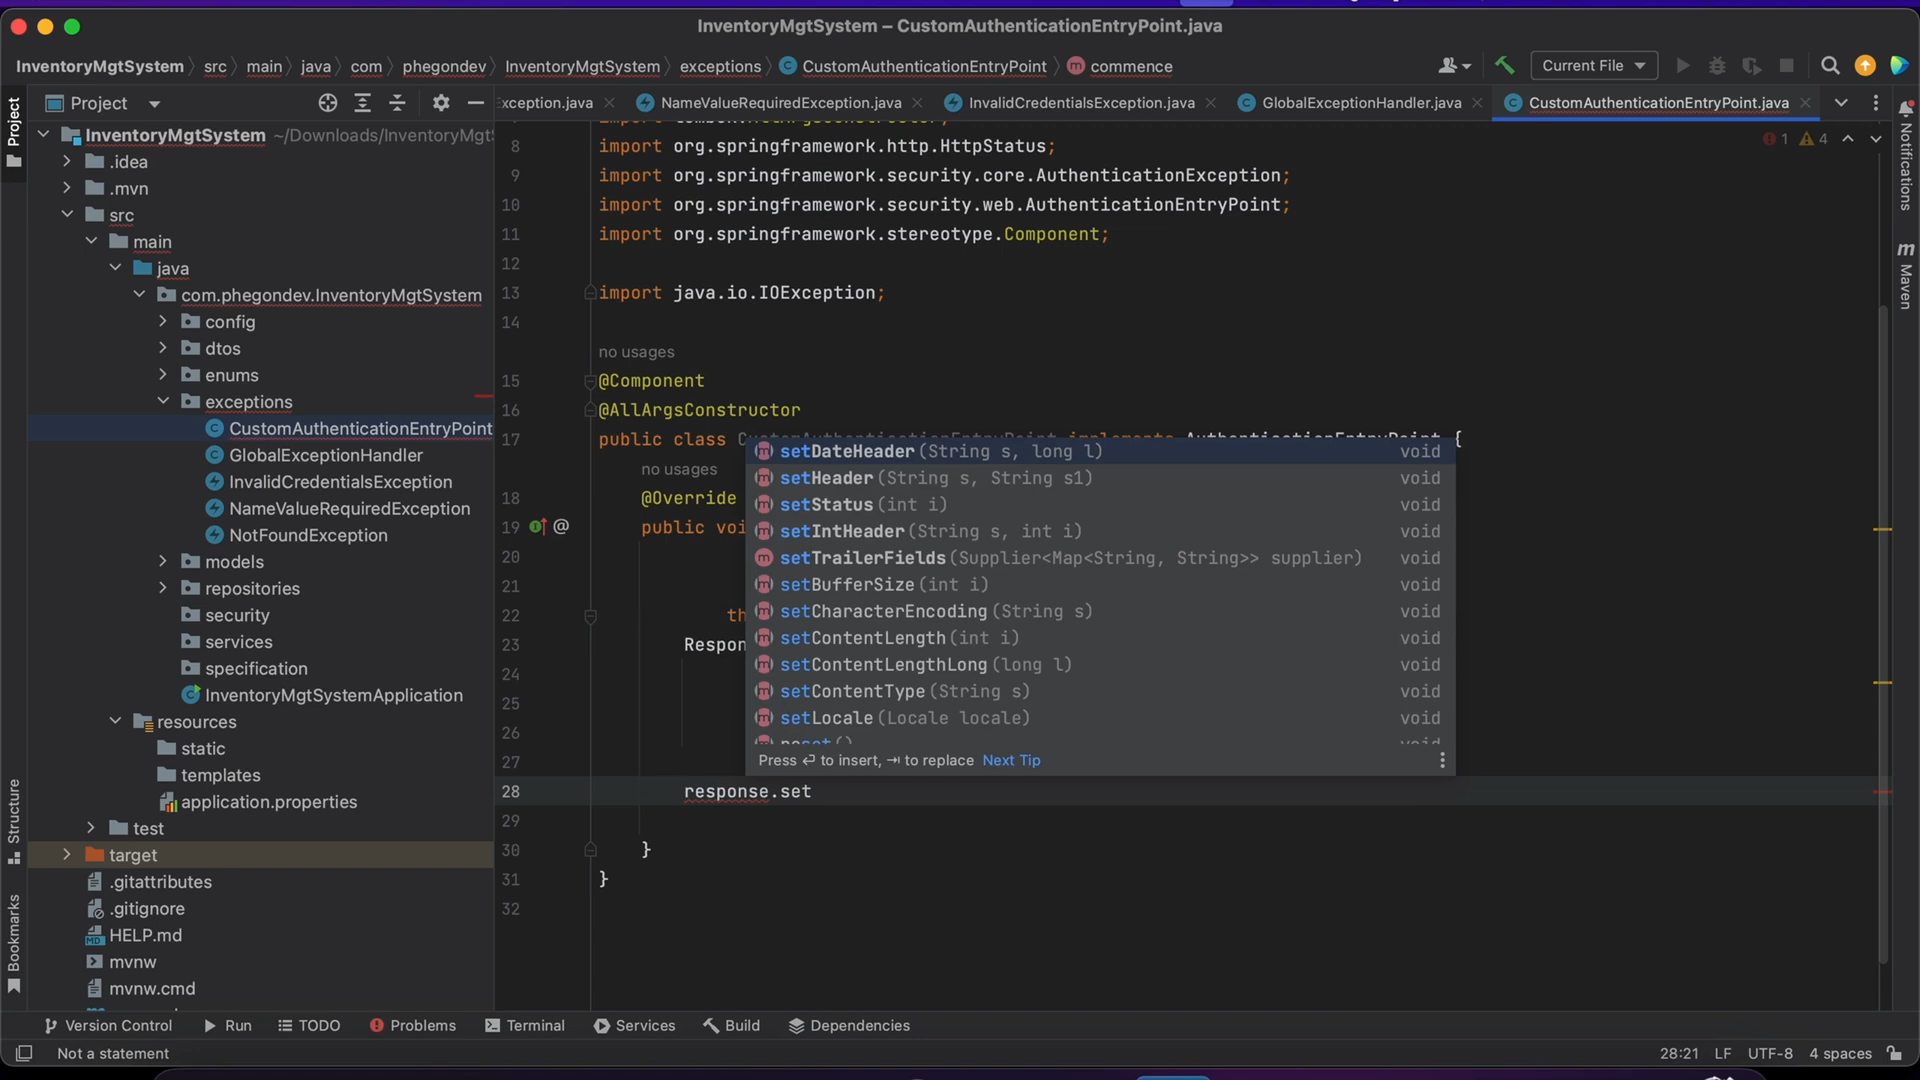 InventoryMgtSystem – CustomAuthenticationEntryPoint.java
InventoryMgtSystem src main java com phegondev InventoryMgtSystem exceptions CustomAuthenticationEntryPoint commence
Current File
Project
xception.java NameValueRequiredException.java InvalidCredentialsException.java GlobalExceptionHandler.java CustomAuthenticationEntryPoint.java
Project
Structure
Bookmarks
InventoryMgtSystem ~/Downloads/InventoryMgtS
.idea
.mvn
src
main
java
com.phegondev.InventoryMgtSystem
config
dtos
enums
exceptions
CustomAuthenticationEntryPoint
GlobalExceptionHandler
InvalidCredentialsException
NameValueRequiredException
NotFoundException
models
repositories
security
services
specification
InventoryMgtSystemApplication
resources
static
templates
application.properties
test
target
.gitattributes
.gitignore
HELP.md
mvnw
mvnw.cmd
1 4
8 import org.springframework.http.HttpStatus;
9 import org.springframework.security.core.AuthenticationException;
10 import org.springframework.security.web.AuthenticationEntryPoint;
11 import org.springframework.stereotype.Component;
12
13 import java.io.IOException;
14
no usages
15 @Component
16 @AllArgsConstructor
17 public class CustomAuthenticationEntryPoint implements AuthenticationEntryPoint {
no usages
18 @Override
19 @ public voi
20
21
22 th
23 Respon
24
25
26
27
28 response.set
29
30 }
31 }
32
setDateHeader(String s, long l) void
setHeader(String s, String s1) void
setStatus(int i) void
setIntHeader(String s, int i) void
setTrailerFields(Supplier<Map<String, String>> supplier) void
setBufferSize(int i) void
setCharacterEncoding(String s) void
setContentLength(int i) void
setContentLengthLong(long l) void
setContentType(String s) void
setLocale(Locale locale) void
reset() void
Press ⏎ to insert, ⇥ to replace Next Tip
Notifications
Maven
Version Control Run TODO Problems Terminal Services Build Dependencies
Not a statement
28:21 LF UTF-8 4 spaces